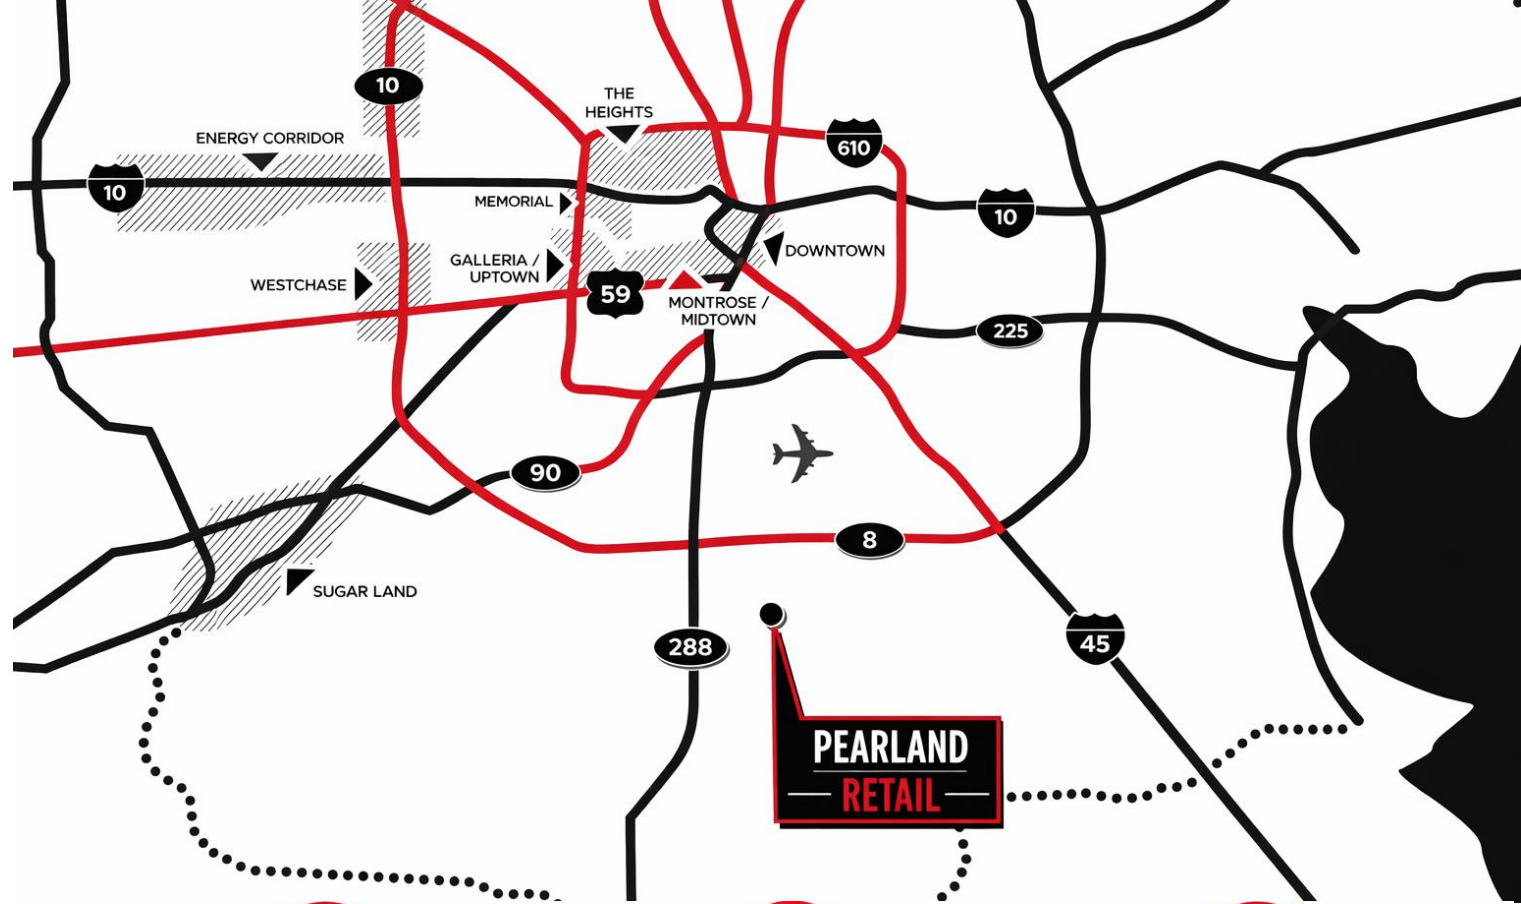 10
THE
HEIGHTS
ENERGY CORRIDOR
610
10
MEMORIAL
10
DOWNTOWN
GALLERIA /
UPTOWN
WESTCHASE
59
MONTROSE /
MIDTOWN
225
90
8
SUGAR LAND
288
45
PEARLAND
RETAIL